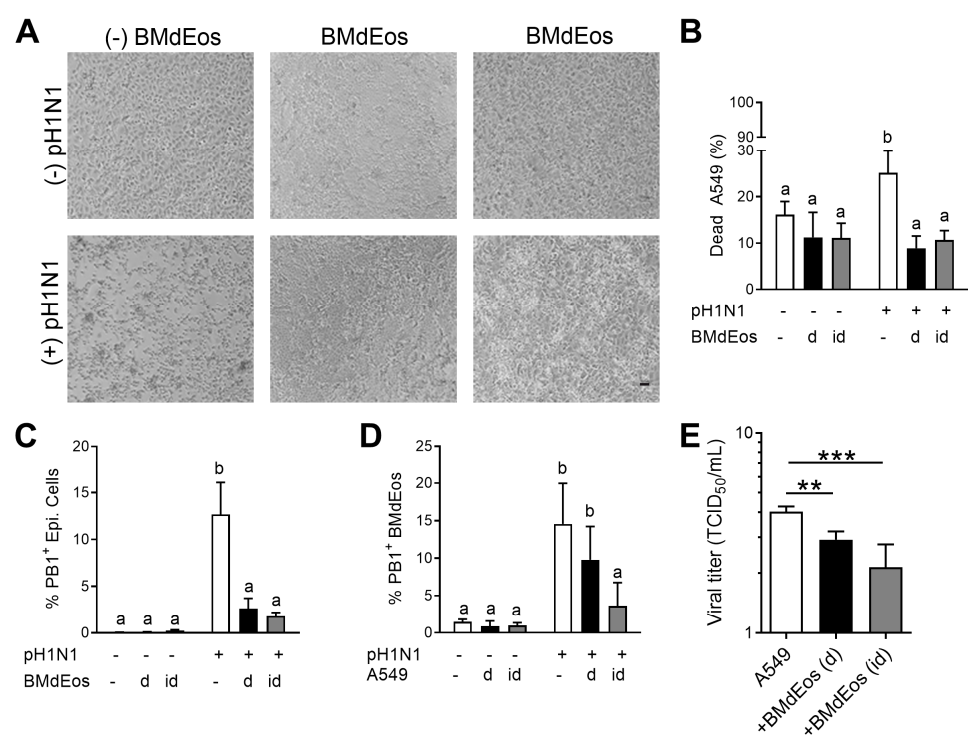 A
(-) BMdEos
BMdEos
BMdEos
(-) pH1N1
(+) pH1N1
B
Dead A549 (%)
100
90
30
20
10
0
a
a
a
b
a
a
pH1N1 - - - + + +
BMdEos - d id - d id
C
% PB1+ Epi. Cells
20
15
10
5
0
a
a
a
b
a
a
pH1N1 - - - + + +
BMdEos - d id - d id
D
% PB1+ BMdEos
25
20
15
10
5
0
a
a
a
b
b
a
pH1N1 - - - + + +
A549 - d id - d id
E
Viral titer (TCID50/mL)
10
1
***
**
A549
+BMdEos (d)
+BMdEos (id)